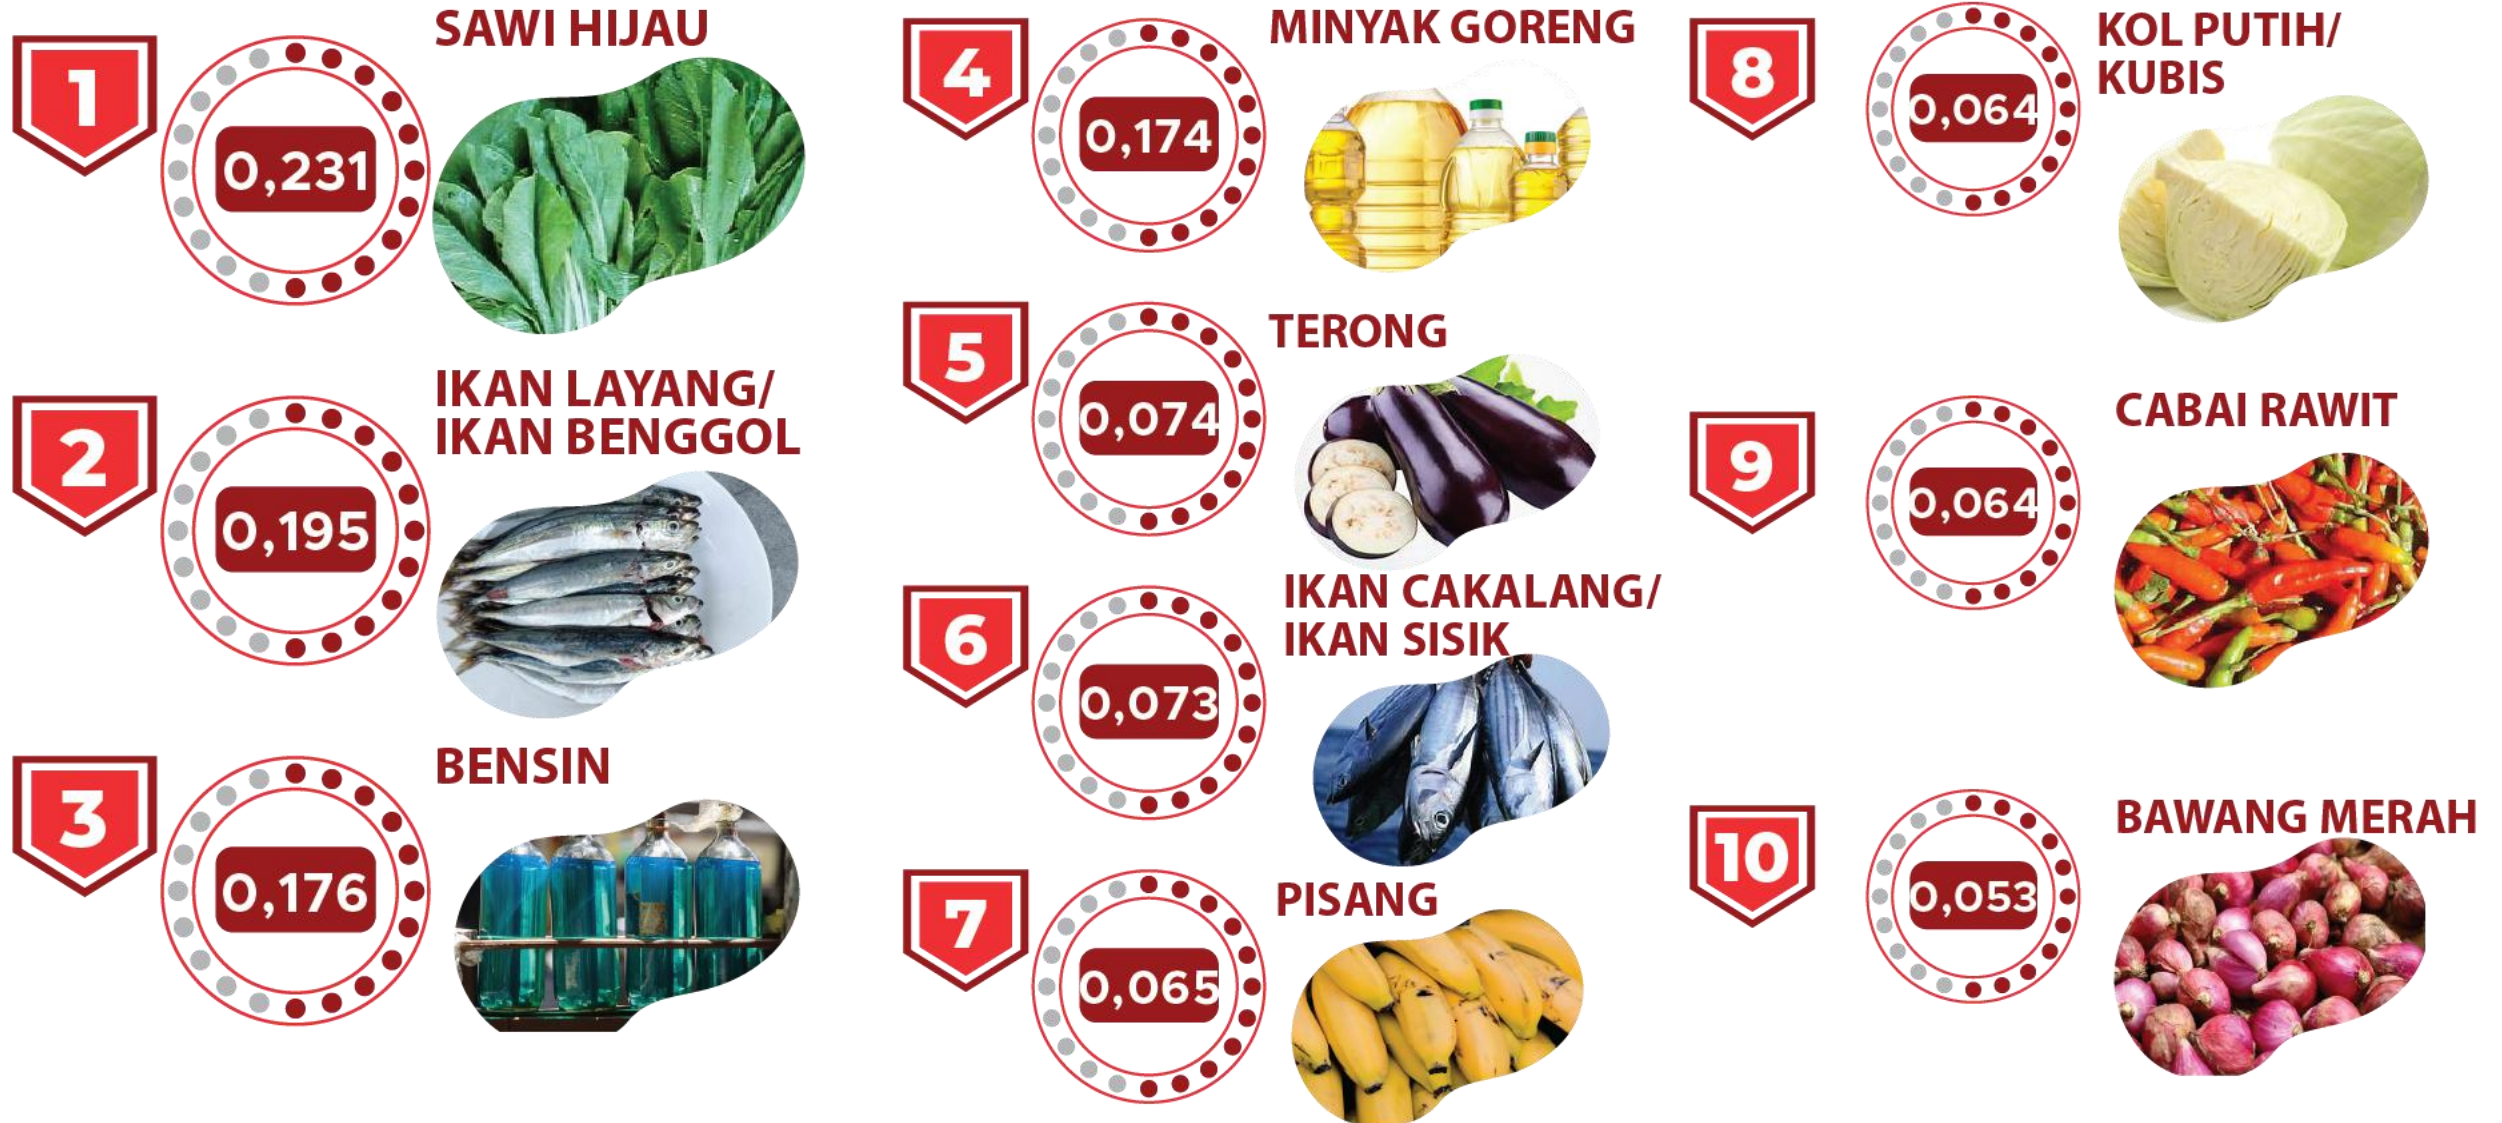 1
0,231
SAWI HIJAU
2
0,195
IKAN LAYANG/
IKAN BENGGOL
3
0,176
BENSIN
4
0,174
MINYAK GORENG
5
0,074
TERONG
6
0,073
IKAN CAKALANG/
IKAN SISIK
7
0,065
PISANG
8
0,064
KOL PUTIH/
KUBIS
9
0,064
CABAI RAWIT
10
0,053
BAWANG MERAH